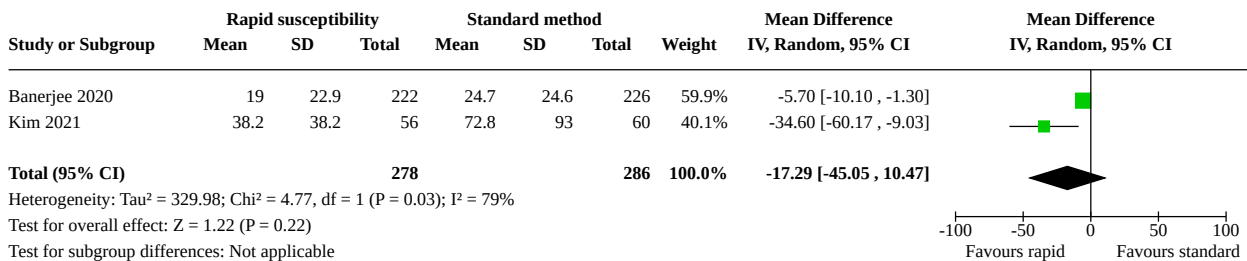 Rapid susceptibility Standard method Mean Difference Mean Difference
Study or Subgroup Mean SD Total Mean SD Total Weight IV, Random, 95% CI IV, Random, 95% CI
Banerjee 2020 19 22.9 222 24.7 24.6 226 59.9% -5.70 [-10.10 , -1.30]
Kim 2021 38.2 38.2 56 72.8 93 60 40.1% -34.60 [-60.17 , -9.03]
Total (95% CI) 278 286 100.0% -17.29 [-45.05 , 10.47]
Heterogeneity: Tau² = 329.98; Chi² = 4.77, df = 1 (P = 0.03); I² = 79%
Test for overall effect: Z = 1.22 (P = 0.22)
-100 -50 0 50 100
Test for subgroup differences: Not applicable Favours rapid Favours standard